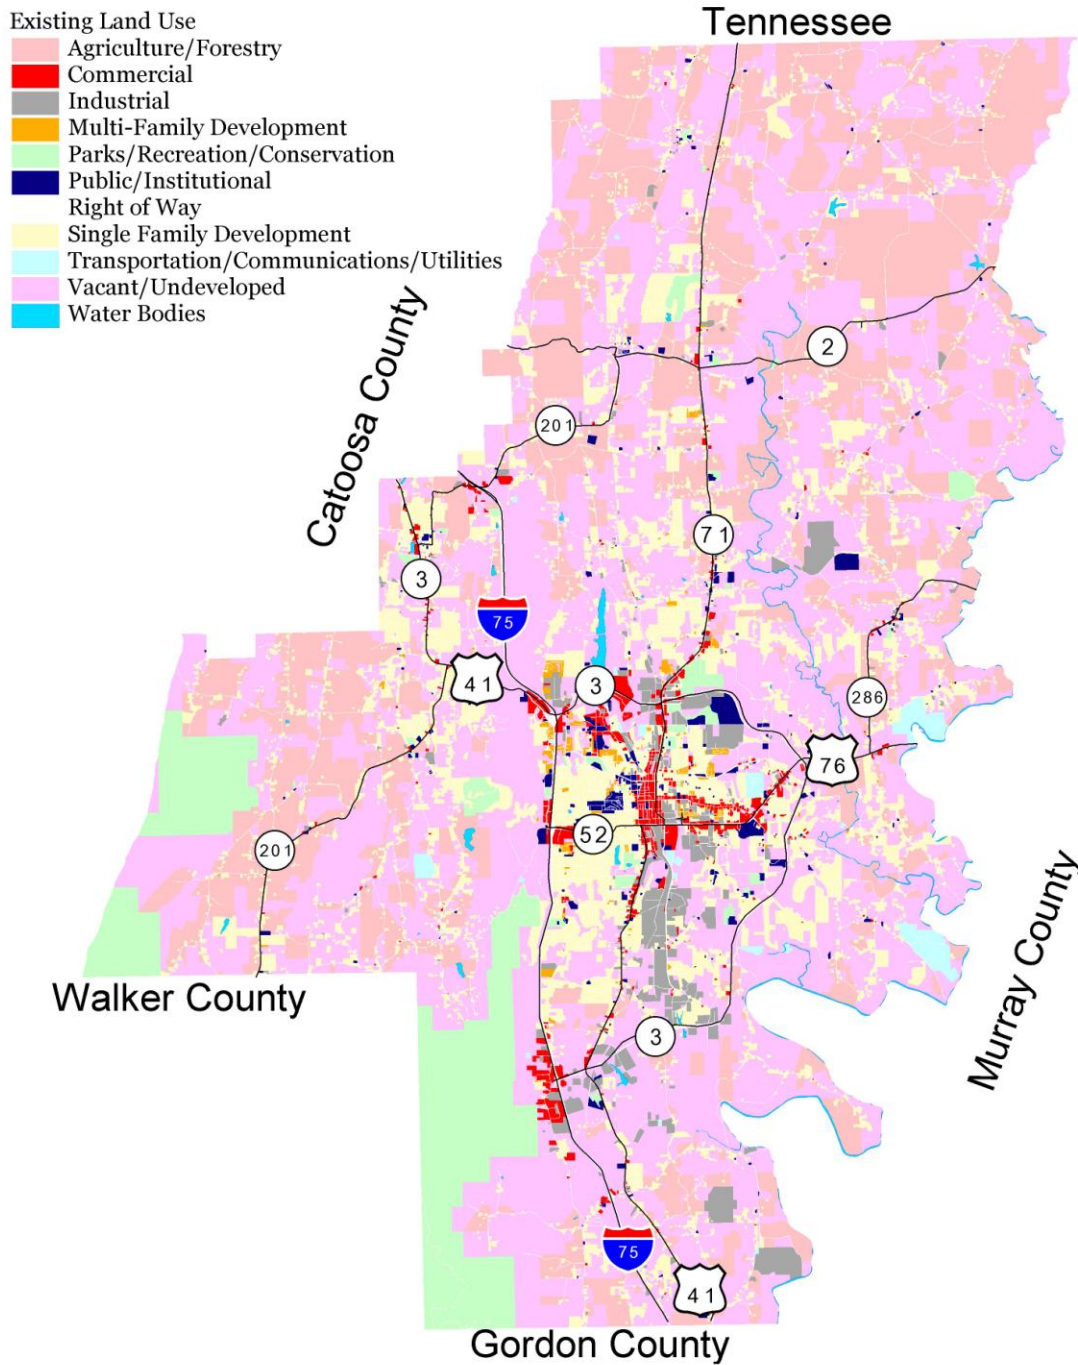 Existing Land Use
Agriculture/Forestry
Commercial
Industrial
Multi-Family Development
Parks/Recreation/Conservation
Public/Institutional
Right of Way
Single Family Development
Transportation/Communications/Utilities
Vacant/Undeveloped
Water Bodies
Tennessee
Catoosa County
2
201
71
3
75
41
3
286
76
52
201
Walker County
Murray County
3
75
41
Gordon County